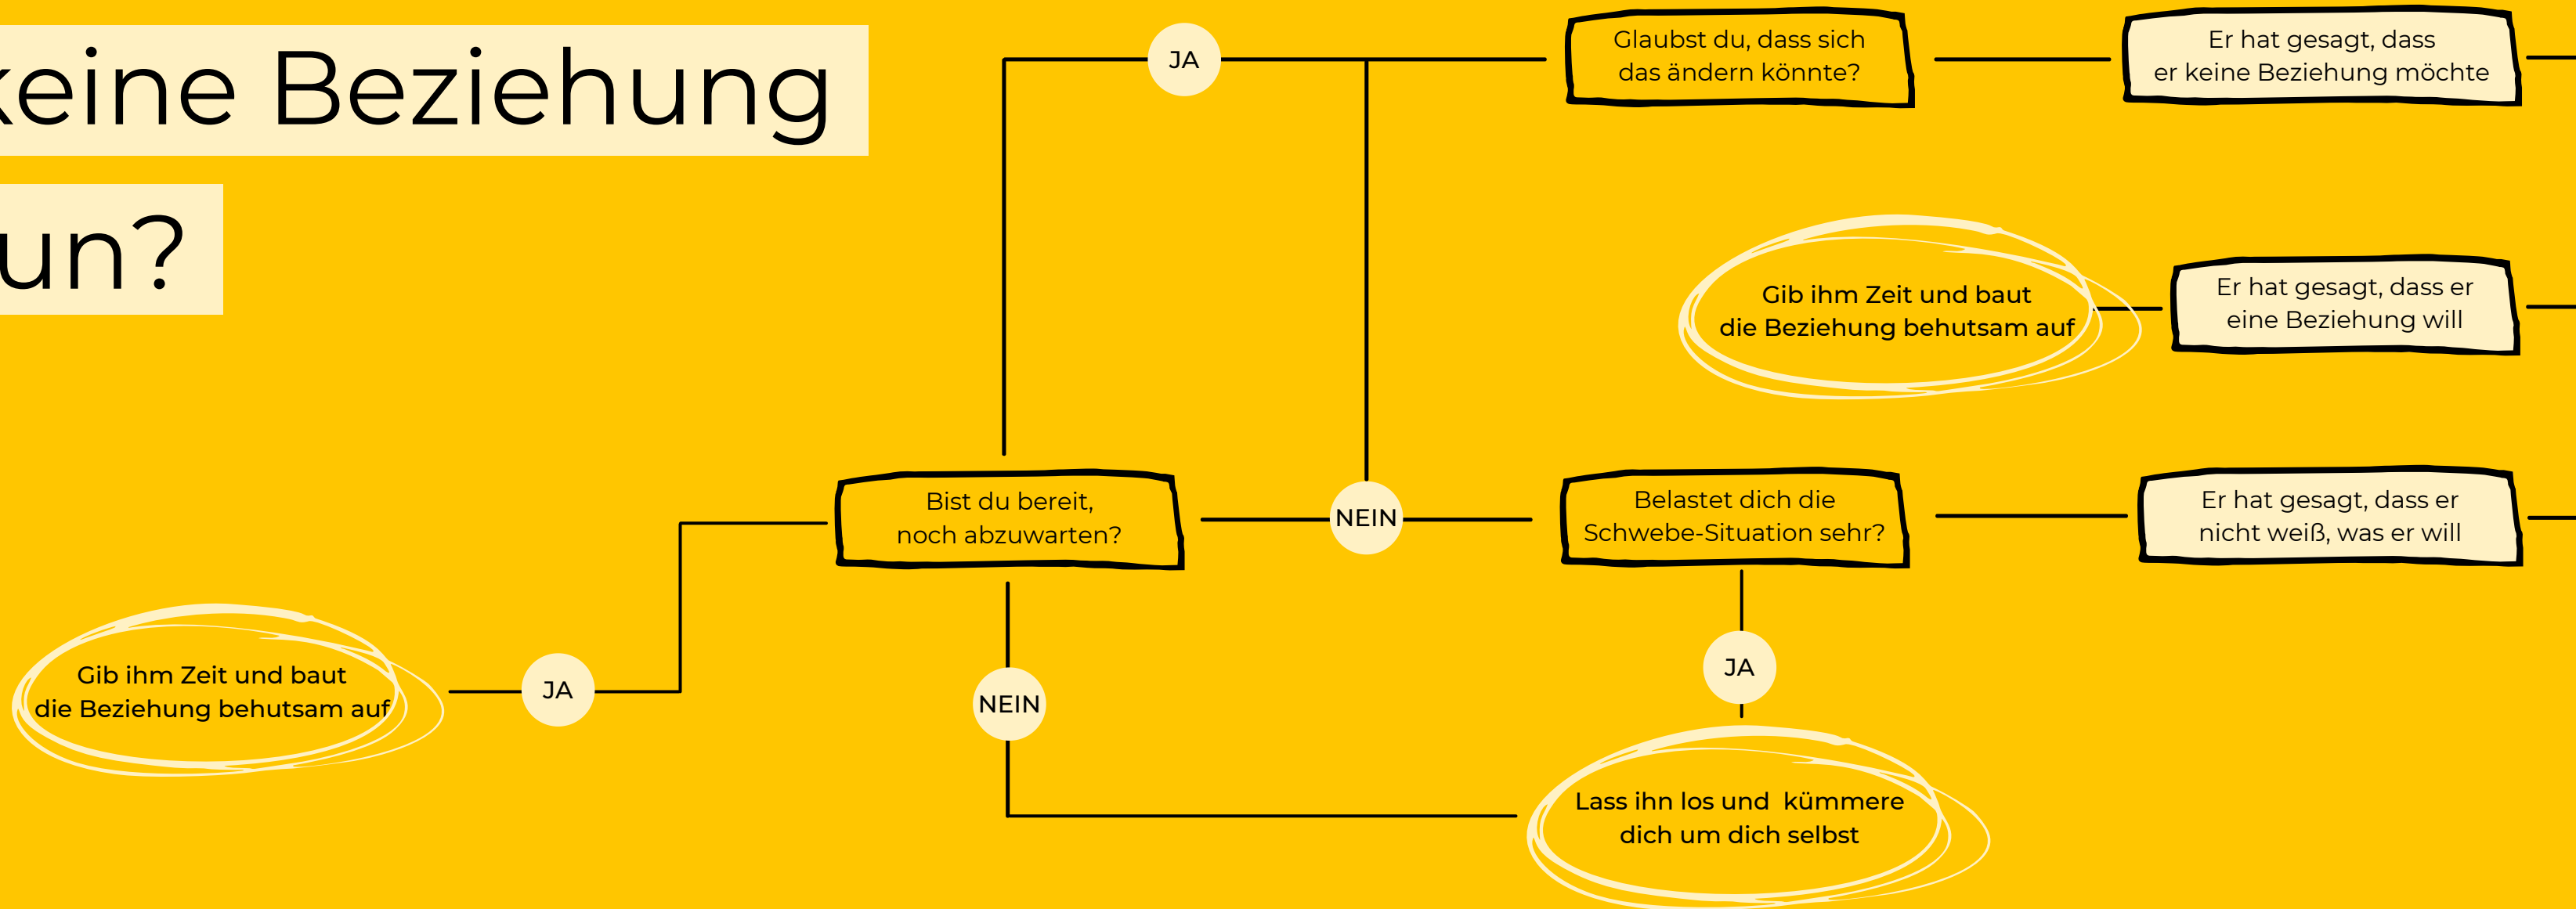 keine Beziehung
un?
JA
Glaubst du, dass sich
das ändern könnte?
Er hat gesagt, dass
er keine Beziehung möchte
Gib ihm Zeit und baut
die Beziehung behutsam auf
Er hat gesagt, dass er
eine Beziehung will
Bist du bereit,
noch abzuwarten?
NEIN
Belastet dich die
Schwebe-Situation sehr?
Er hat gesagt, dass er
nicht weiß, was er will
Gib ihm Zeit und baut
die Beziehung behutsam auf
JA
NEIN
JA
Lass ihn los und kümmere
dich um dich selbst